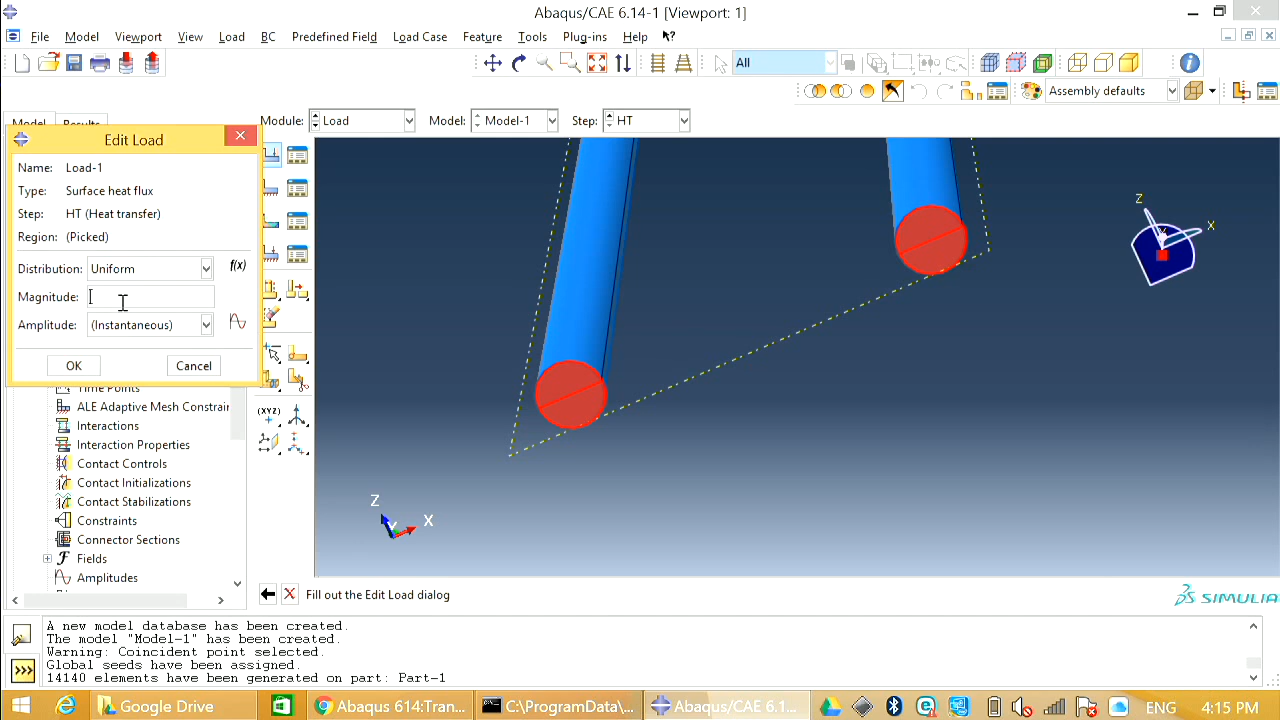 Abaqus/CAE 6.14-1 [Viewport: 1]
File Model Viewport View Load BC Predefined Field Load Case Feature Tools Plug-ins Help
All
Assembly defaults
Model Results Module: Load Model: Model-1 Step: HT
Edit Load
Name: Load-1
Type: Surface heat flux
Step: HT (Heat transfer)
Region: (Picked)
Distribution: Uniform f(x)
Magnitude:
Amplitude: (Instantaneous)
OK Cancel
Time Points
ALE Adaptive Mesh Constrain
Interactions
Interaction Properties
Contact Controls
Contact Initializations
Contact Stabilizations
Constraints
Connector Sections
Fields
Amplitudes
(XYZ)
Z
X
Y
Z
X
Fill out the Edit Load dialog
SIMULIA
A new model database has been created.
The model "Model-1" has been created.
Warning: Coincident point selected.
Global seeds have been assigned.
14140 elements have been generated on part: Part-1
>>>
Google Drive Abaqus 614:Tran... C:\ProgramData\... Abaqus/CAE 6.1... ENG 4:15 PM